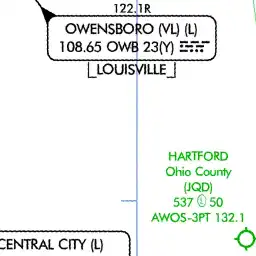 122.1R
OWENSBORO (VL) (L)
108.65 OWB 23(Y)
LOUISVILLE
HARTFORD
Ohio County
(JQD)
537 Ⓛ 50
AWOS-3PT 132.1
CENTRAL CITY (L)